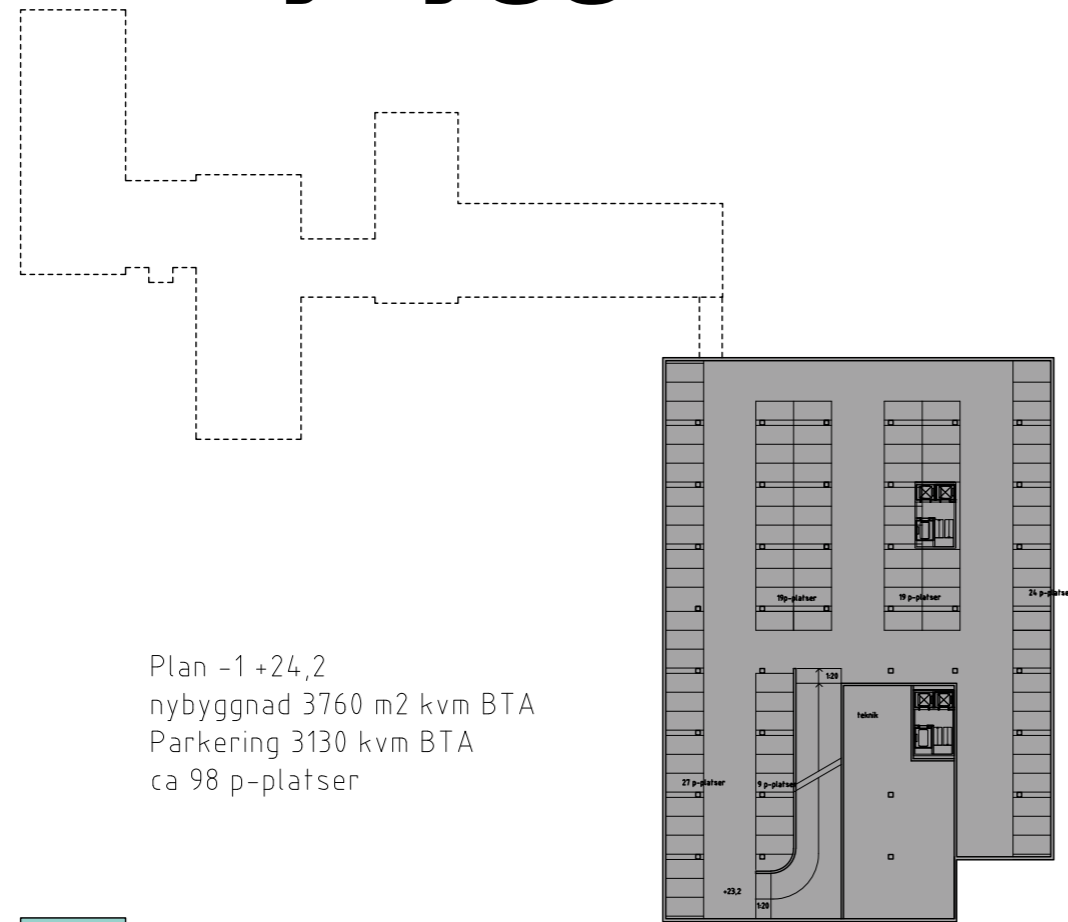 Plan -1 +24,2
nybyggnad 3760 m2 kvm BTA
Parkering 3130 kvm BTA
ca 98 p-platser
19p-platser
19 p-platser
24 p-platse
1:20
teknik
27 p-platser
9 p-platser
+23,2
1:20